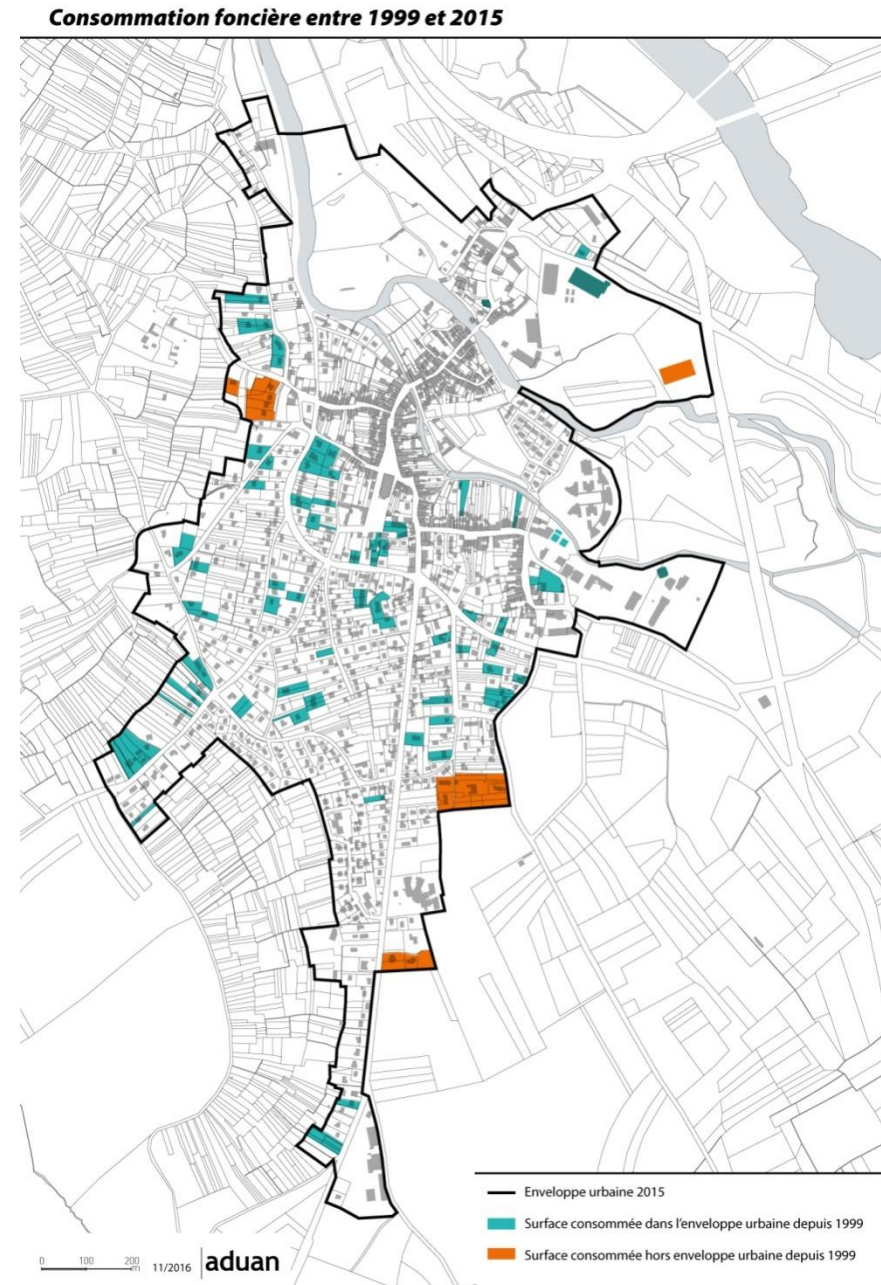 Consommation foncière entre 1999 et 2015
Enveloppe urbaine 2015
Surface consommée dans l'enveloppe urbaine depuis 1999
Surface consommée hors enveloppe urbaine depuis 1999
0 100 200 m
11/2016
aduan